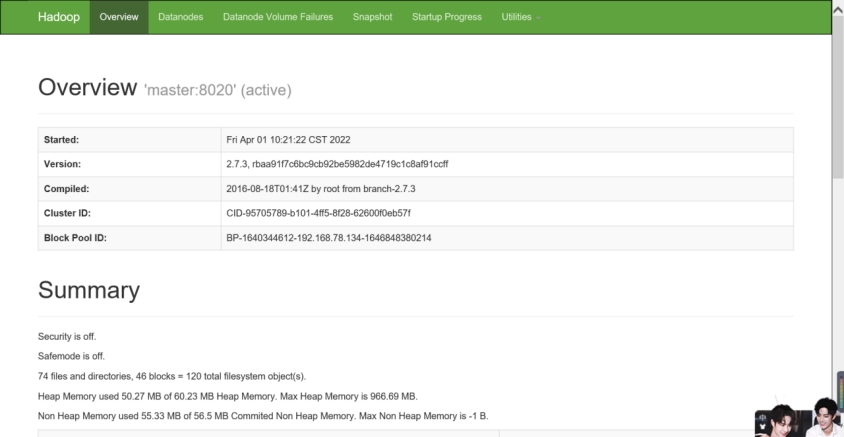 Hadoop Overview Datanodes Datanode Volume Failures Snapshot Startup Progress Utilities
Overview 'master:8020' (active)
Started: Fri Apr 01 10:21:22 CST 2022
Version: 2.7.3, rbaa91f7c6bc9cb92be5982de4719c1c8af91ccff
Compiled: 2016-08-18T01:41Z by root from branch-2.7.3
Cluster ID: CID-95705789-b101-4ff5-8f28-62600f0eb57f
Block Pool ID: BP-1640344612-192.168.78.134-1646848380214
Summary
Security is off.
Safemode is off.
74 files and directories, 46 blocks = 120 total filesystem object(s).
Heap Memory used 50.27 MB of 60.23 MB Heap Memory. Max Heap Memory is 966.69 MB.
Non Heap Memory used 55.33 MB of 56.5 MB Commited Non Heap Memory. Max Non Heap Memory is -1 B.